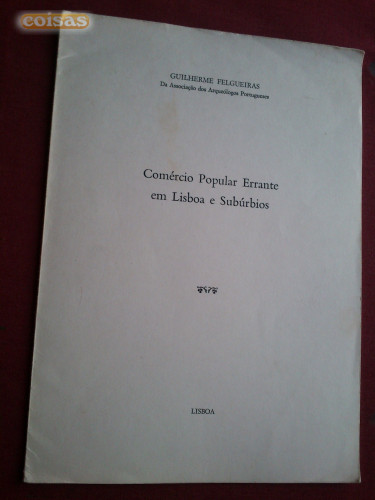 coisas
GUILHERME FELGUEIRAS
Da Associação dos Arqueólogos Portugueses
Comércio Popular Errante
em Lisboa e Subúrbios
LISBOA